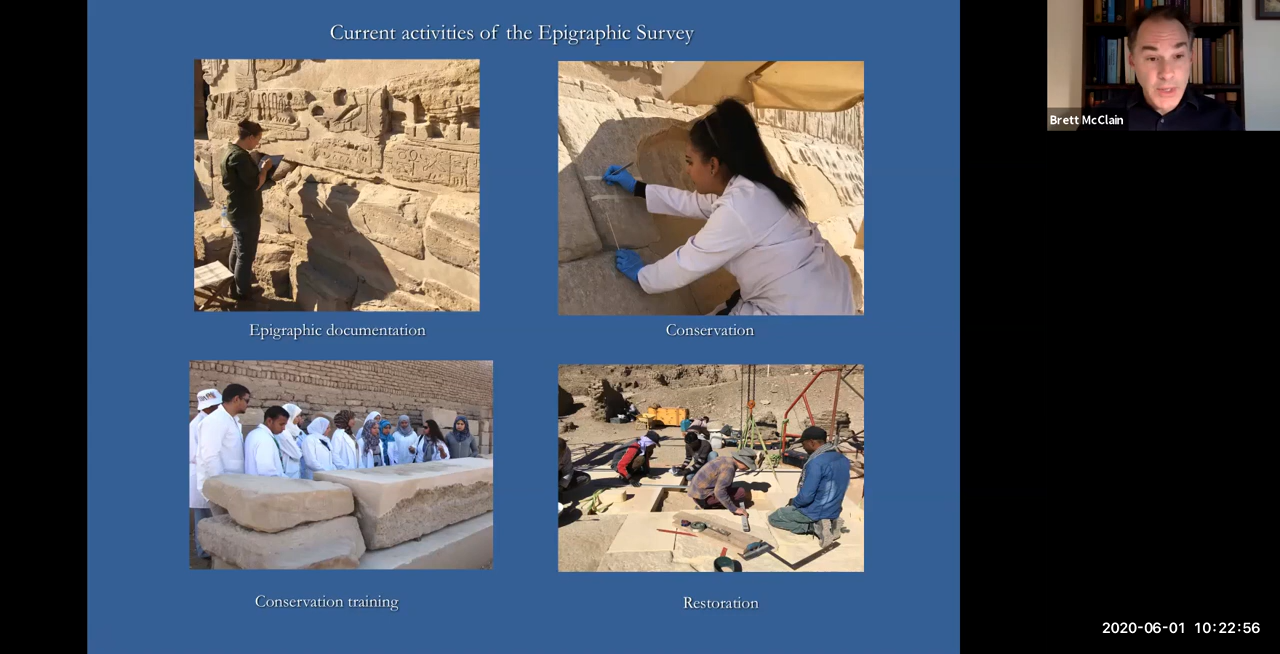 Current activities of the Epigraphic Survey
Brett McClain
Epigraphic documentation
Conservation
Conservation training
Restoration
2020-06-01 10:22:56